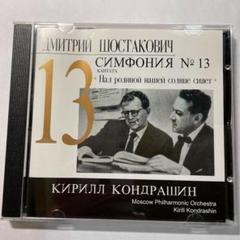 ДМИТРИЙ ШОСТАКОВИЧ
13
СИМФОНИЯ № 13
КАНТАТА
"Над родиной нашей солнце сияет"
КИРИЛЛ КОНДРАШИН
Moscow Philharmonic Orchestra
Kirill Kondrashin